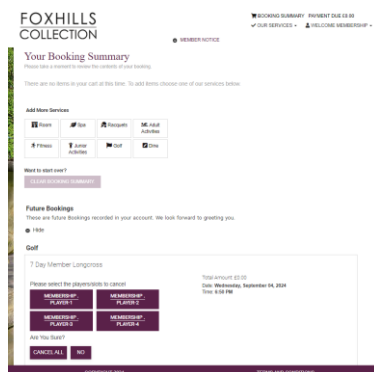 FOXHILLS
COLLECTION
BOOKING SUMMARY PAYMENT DUE £0.00
OUR SERVICES WELCOME MEMBERSHIP
MEMBER NOTICE
Your Booking Summary
Please take a moment to review the contents of your booking.
There are no items in your cart at this time. To add items choose one of our services below.
Add More Services
Room Spa Racquets Adult Activities
Fitness Junior Activities Golf Dine
Want to start over?
CLEAR BOOKING SUMMARY
Future Bookings
These are future Bookings recorded in your account. We look forward to greeting you.
Hide
Golf
7 Day Member Longcross
Total Amount: £0.00
Date: Wednesday, September 04, 2024
Time: 6:50 PM
Please select the players/slots to cancel
MEMBERSHIP, PLAYER-1 MEMBERSHIP, PLAYER-2
MEMBERSHIP, PLAYER-3 MEMBERSHIP, PLAYER-4
Are You Sure?
CANCEL ALL NO
COPYRIGHT 2024 TERMS AND CONDITIONS